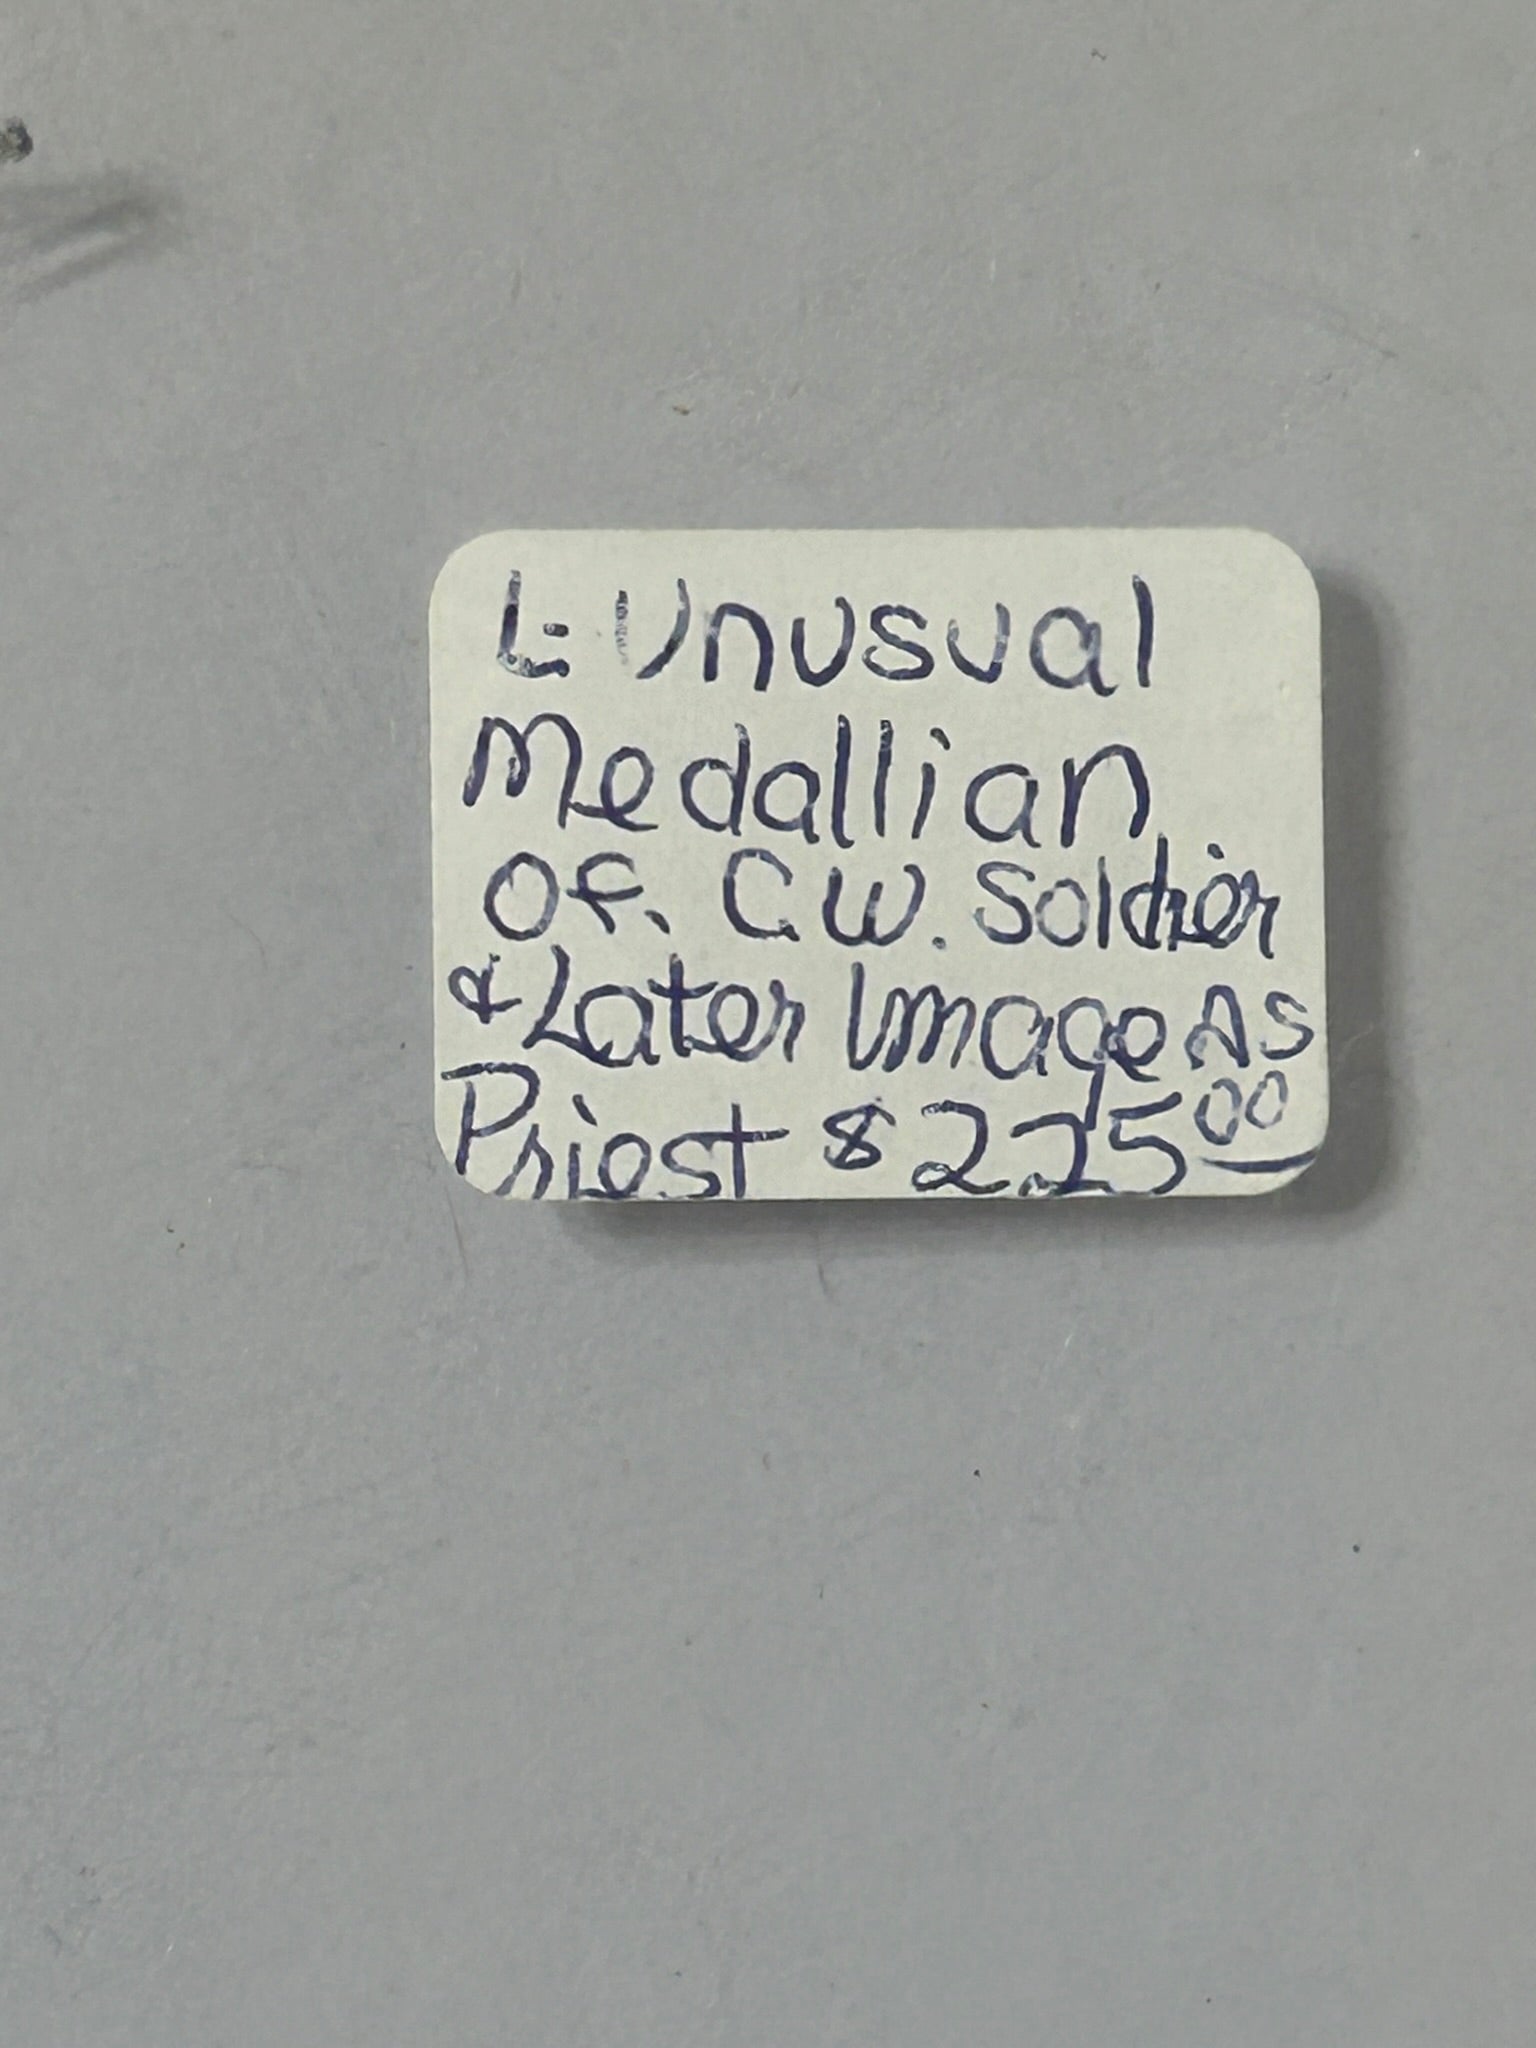 L- Unusual
Medallian
Of. C.W. Soldier
& Later Image As
Priest $225.00